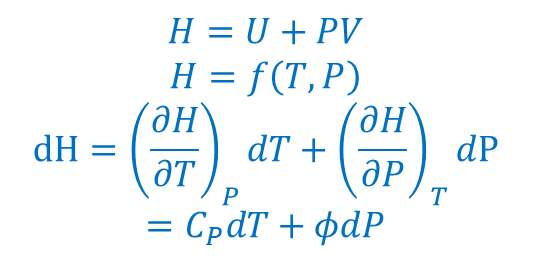 H = U + PV
H = f(T, P)
dH = (∂H/∂T)_P dT + (∂H/∂P)_T dP
= C_P dT + ϕdP